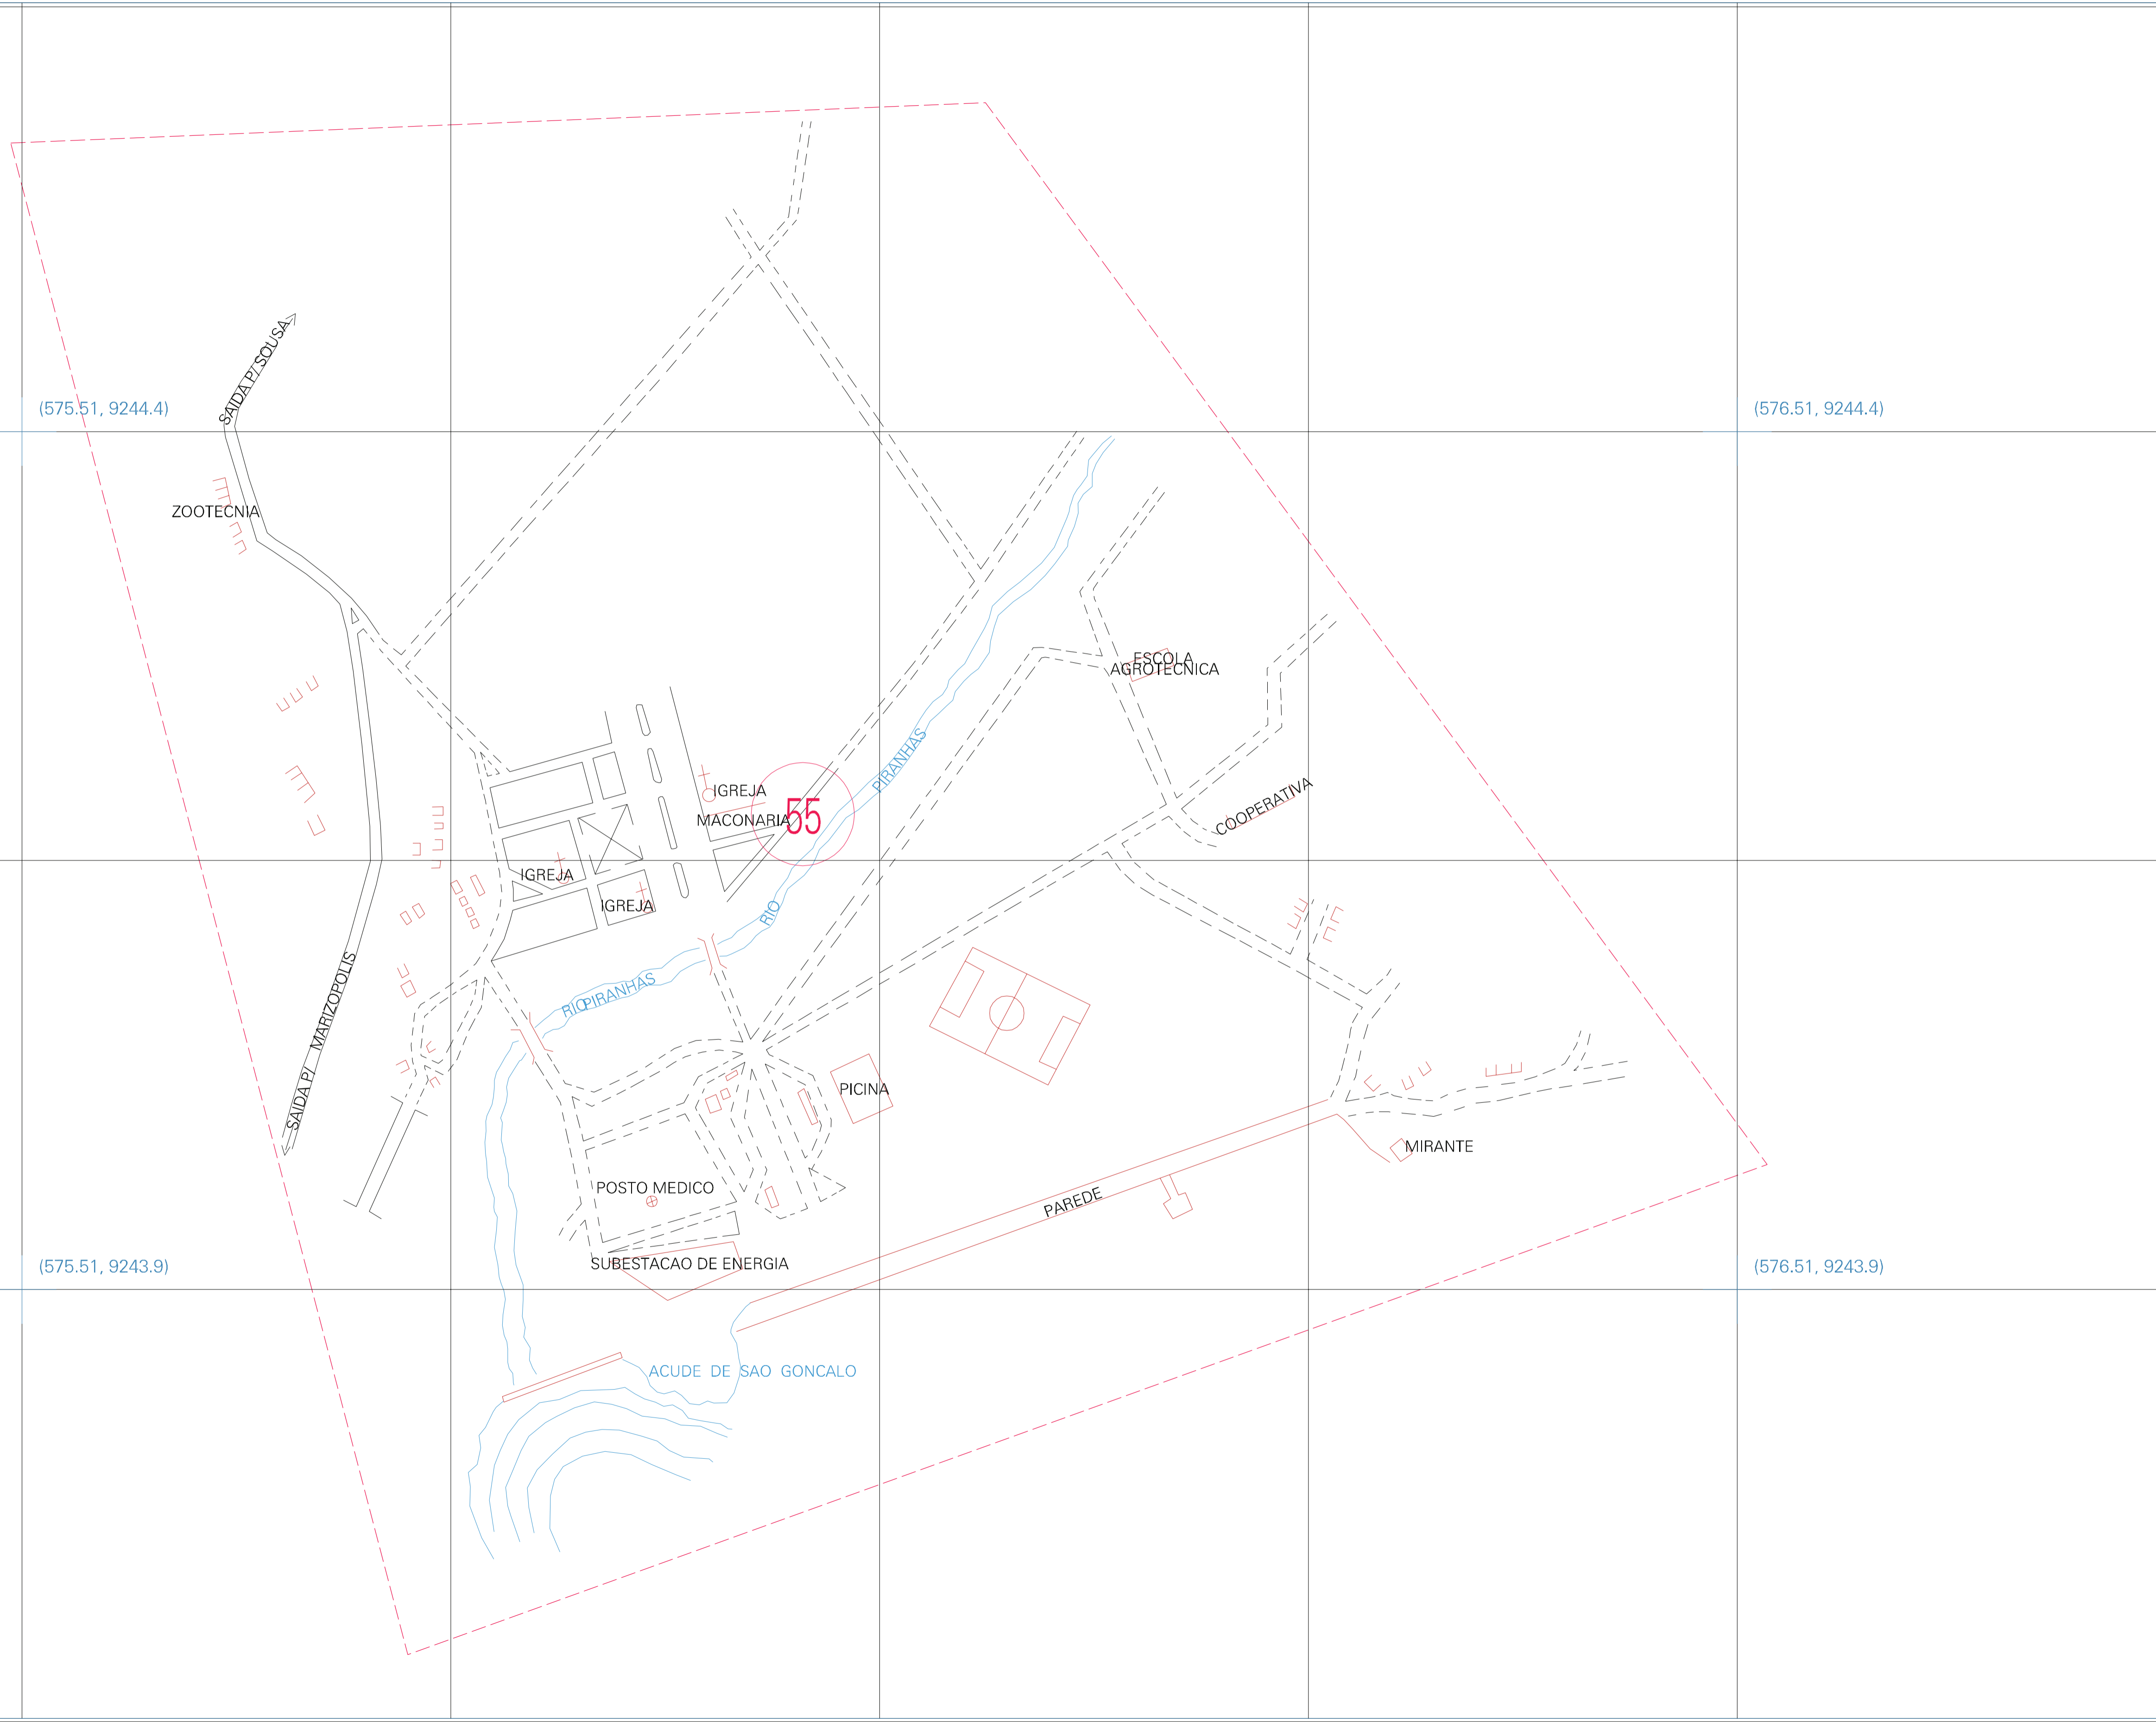 SAIDA P/ SOUSA
(575.51, 9244.4)
(576.51, 9244.4)
ZOOTECNIA
ESCOLA
AGROTECNICA
PIRANHAS
IGREJA
COOPERATIVA
MACONARIA
55
IGREJA
IGREJA
RIO
RIO PIRANHAS
SAIDA P/ MARIZOPOLIS
PICINA
MIRANTE
POSTO MEDICO
PAREDE
SUBESTACAO DE ENERGIA
(575.51, 9243.9)
(576.51, 9243.9)
ACUDE DE SAO GONCALO